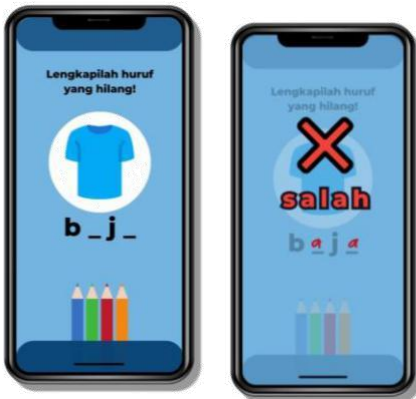 Lengkapilah huruf
yang hilang!
b _ j _
Lengkapilah huruf
yang hilang!
salah
b a j a